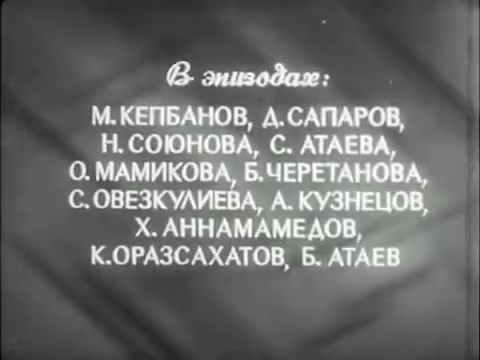 В эпизодах:
М. КЕПБАНОВ, Д. САПАРОВ,
Н. СОЮНОВА, С. АТАЕВА,
О. МАМИКОВА, Б. ЧЕРЕТАНОВА,
С. ОВЕЗКУЛИЕВА, А. КУЗНЕЦОВ,
Х. АННАМАМЕДОВ,
К. ОРАЗСАХАТОВ, Б. АТАЕВ